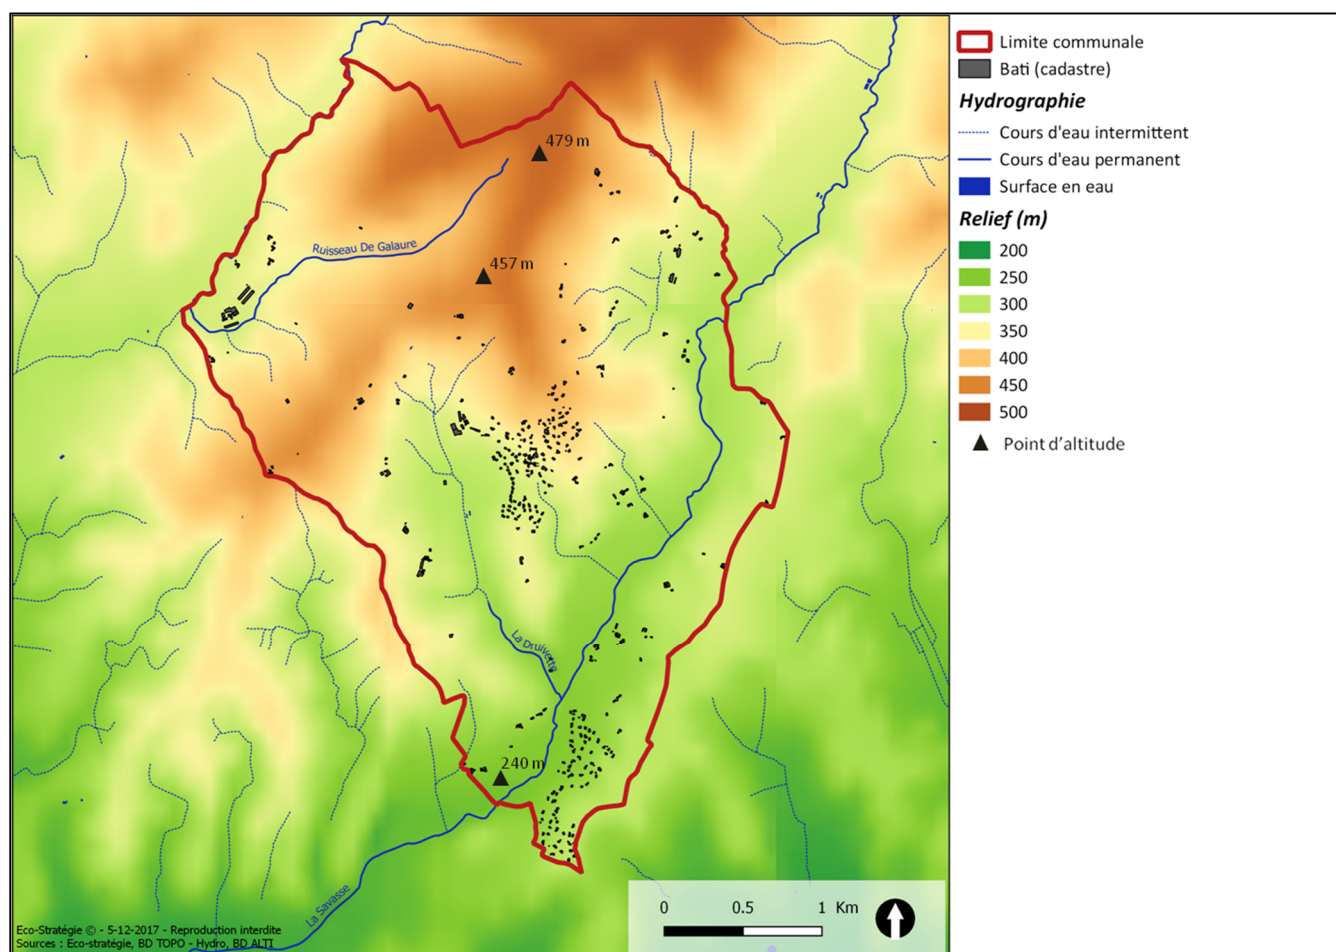 479 m
Ruisseau De Galaure
457 m
La Druivette
240 m
La Savasse
Eco-Stratégie © - 5-12-2017 - Reproduction interdite
Sources : Eco-stratégie, BD TOPO - Hydro, BD ALTI
0 0.5 1 Km
Limite communale
Bati (cadastre)
Hydrographie
Cours d'eau intermittent
Cours d'eau permanent
Surface en eau
Relief (m)
200
250
300
350
400
450
500
Point d’altitude